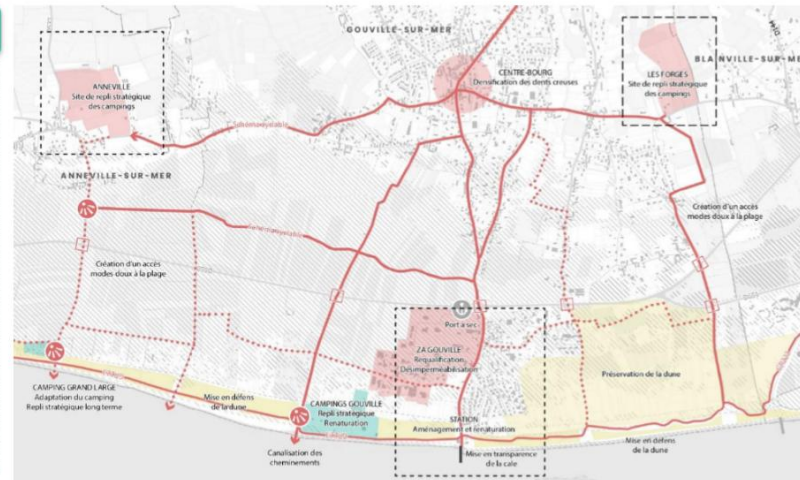 GOUVILLE-SUR-MER
BLAINVILLE-SUR-ME
ANNEVILLE
Site de repli stratégique
des campings
CENTRE-BOURG
Densification des dents creuses
LES FORGES
Site de repli stratégique
des campings
ANNEVILLE-SUR-MER
Création d'un accès
modes doux à la plage
Création d'un accès
modes doux à la plage
Port à sec
ZA GOUVILLE
Requalification
Désimperméabilisation
Préservation de la dune
CAMPING GRAND LARGE
Adaptation du camping
Repli stratégique long terme
Mise en défens
de la dune
CAMPINGS GOUVILLE
Repli stratégique
Renaturation
STATION
Aménagement et renaturation
Canalisation des
cheminements
Mise en transparence
de la cale
Mise en défens
de la dune